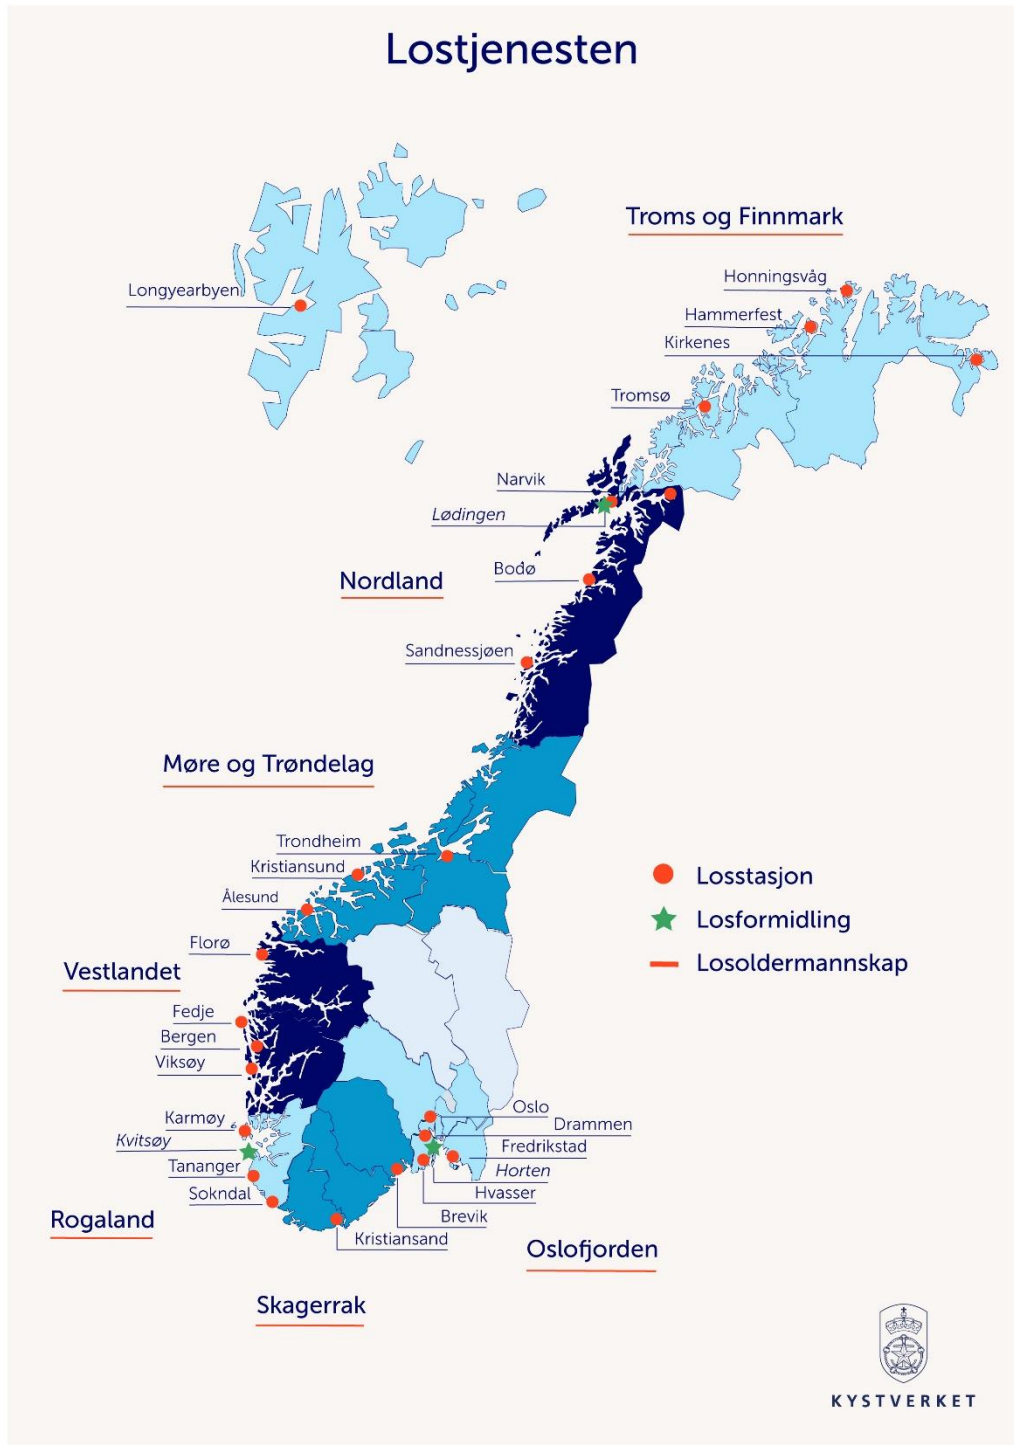 Lostjenesten
Troms og Finnmark
Longyearbyen
Honningsvåg
Hammerfest
Kirkenes
Tromsø
Narvik
Lødingen
Bodø
Nordland
Sandnessjøen
Møre og Trøndelag
Trondheim
Kristiansund
Ålesund
Florø
Vestlandet
Fedje
Bergen
Viksøy
Karmøy
Kvitsøy
Tananger
Sokndal
Rogaland
Oslo
Drammen
Fredrikstad
Horten
Hvasser
Brevik
Kristiansand
Oslofjorden
Skagerrak
Losstasjon
Losformidling
Losoldermannskap
KYSTVERKET